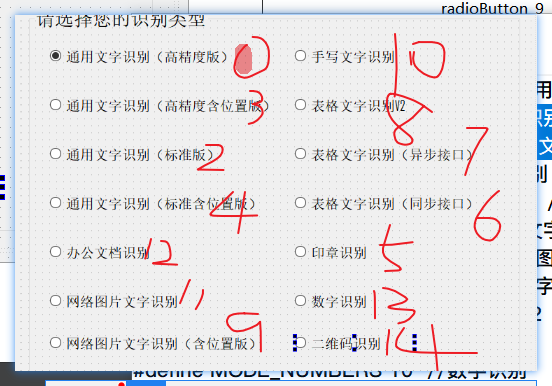 radioButton_9
请选择您的识别类型
通用文字识别（高精度版） 0 手写文字识别 10
通用文字识别（高精度含位置版） 3 表格文字识别V2 8
通用文字识别（标准版） 2 表格文字识别（异步接口） 7
通用文字识别（标准含位置版） 4 表格文字识别（同步接口） 6
办公文档识别 12 印章识别 5
网络图片文字识别 11 数字识别 13
网络图片文字识别（含位置版） 9 二维码识别 14
#define MODE_NUMBERS 10 //数字识别